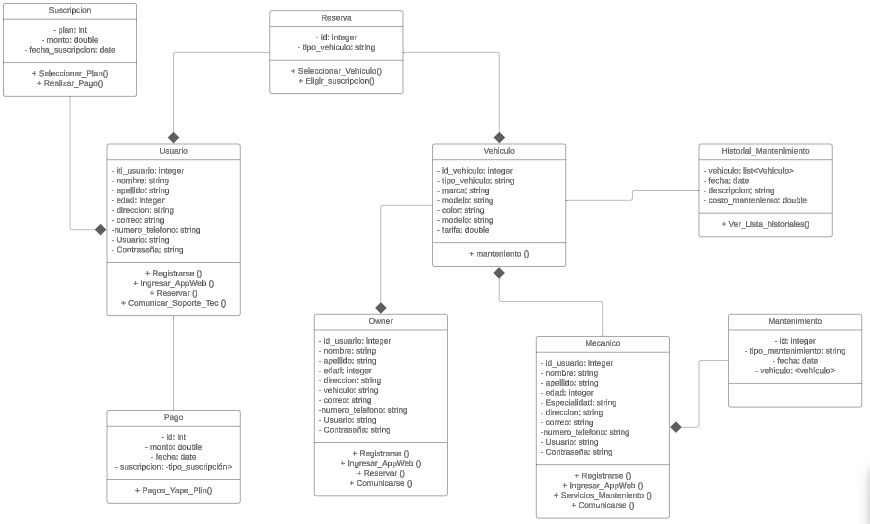 Suscripcion
- plan: int
- monto: double
- fecha_suscripcion: date
+ Seleccionar_Plan()
+ Realizar_Pago()
Reserva
- id: integer
- tipo_vehiculo: string
+ Seleccionar_Vehiculo()
+ Eligir_suscripcion()
Usuario
- id_usuario: integer
- nombre: string
- apellido: string
- edad: integer
- direccion: string
- correo: string
-numero_telefono: string
- Usuario: string
- Contraseña: string
+ Registrarse ()
+ Ingresar_AppWeb ()
+ Reservar ()
+ Comunicar_Soporte_Tec ()
Vehiculo
- id_vehiculo: integer
- tipo_vehiculo: string
- marca: string
- modelo: string
- color: string
- modelo: string
- tarifa: double
+ manteniento ()
Historial_Mantenimiento
- vehiculo: list<Vehiculo>
- fecha: date
- descripcion: string
- costo_manteniento: double
+ Ver_Lista_historiales()
Owner
- id_usuario: integer
- nombre: string
- apellido: string
- edad: integer
- direccion: string
- vehiculo: string
- correo: string
-numero_telefono: string
- Usuario: string
- Contraseña: string
+ Registrarse ()
+ Ingresar_AppWeb ()
+ Reservar ()
+ Comunicarse ()
Mecanico
- id_usuario: integer
- nombre: string
- apellido: string
- edad: integer
- Especialidad: string
- direccion: string
- correo: string
-numero_telefono: string
- Usuario: string
- Contraseña: string
+ Registrarse ()
+ Ingresar_AppWeb ()
+ Servicios_Manteniento ()
+ Comunicarse ()
Mantenimiento
- id: integer
- tipo_mantenimiento: string
- fecha: date
- vehiculo: <vehículo>
Pago
- id: int
- monto: double
- fecha: date
- suscripcion: -tipo_suscripción>
+ Pagos_Yape_Plin()